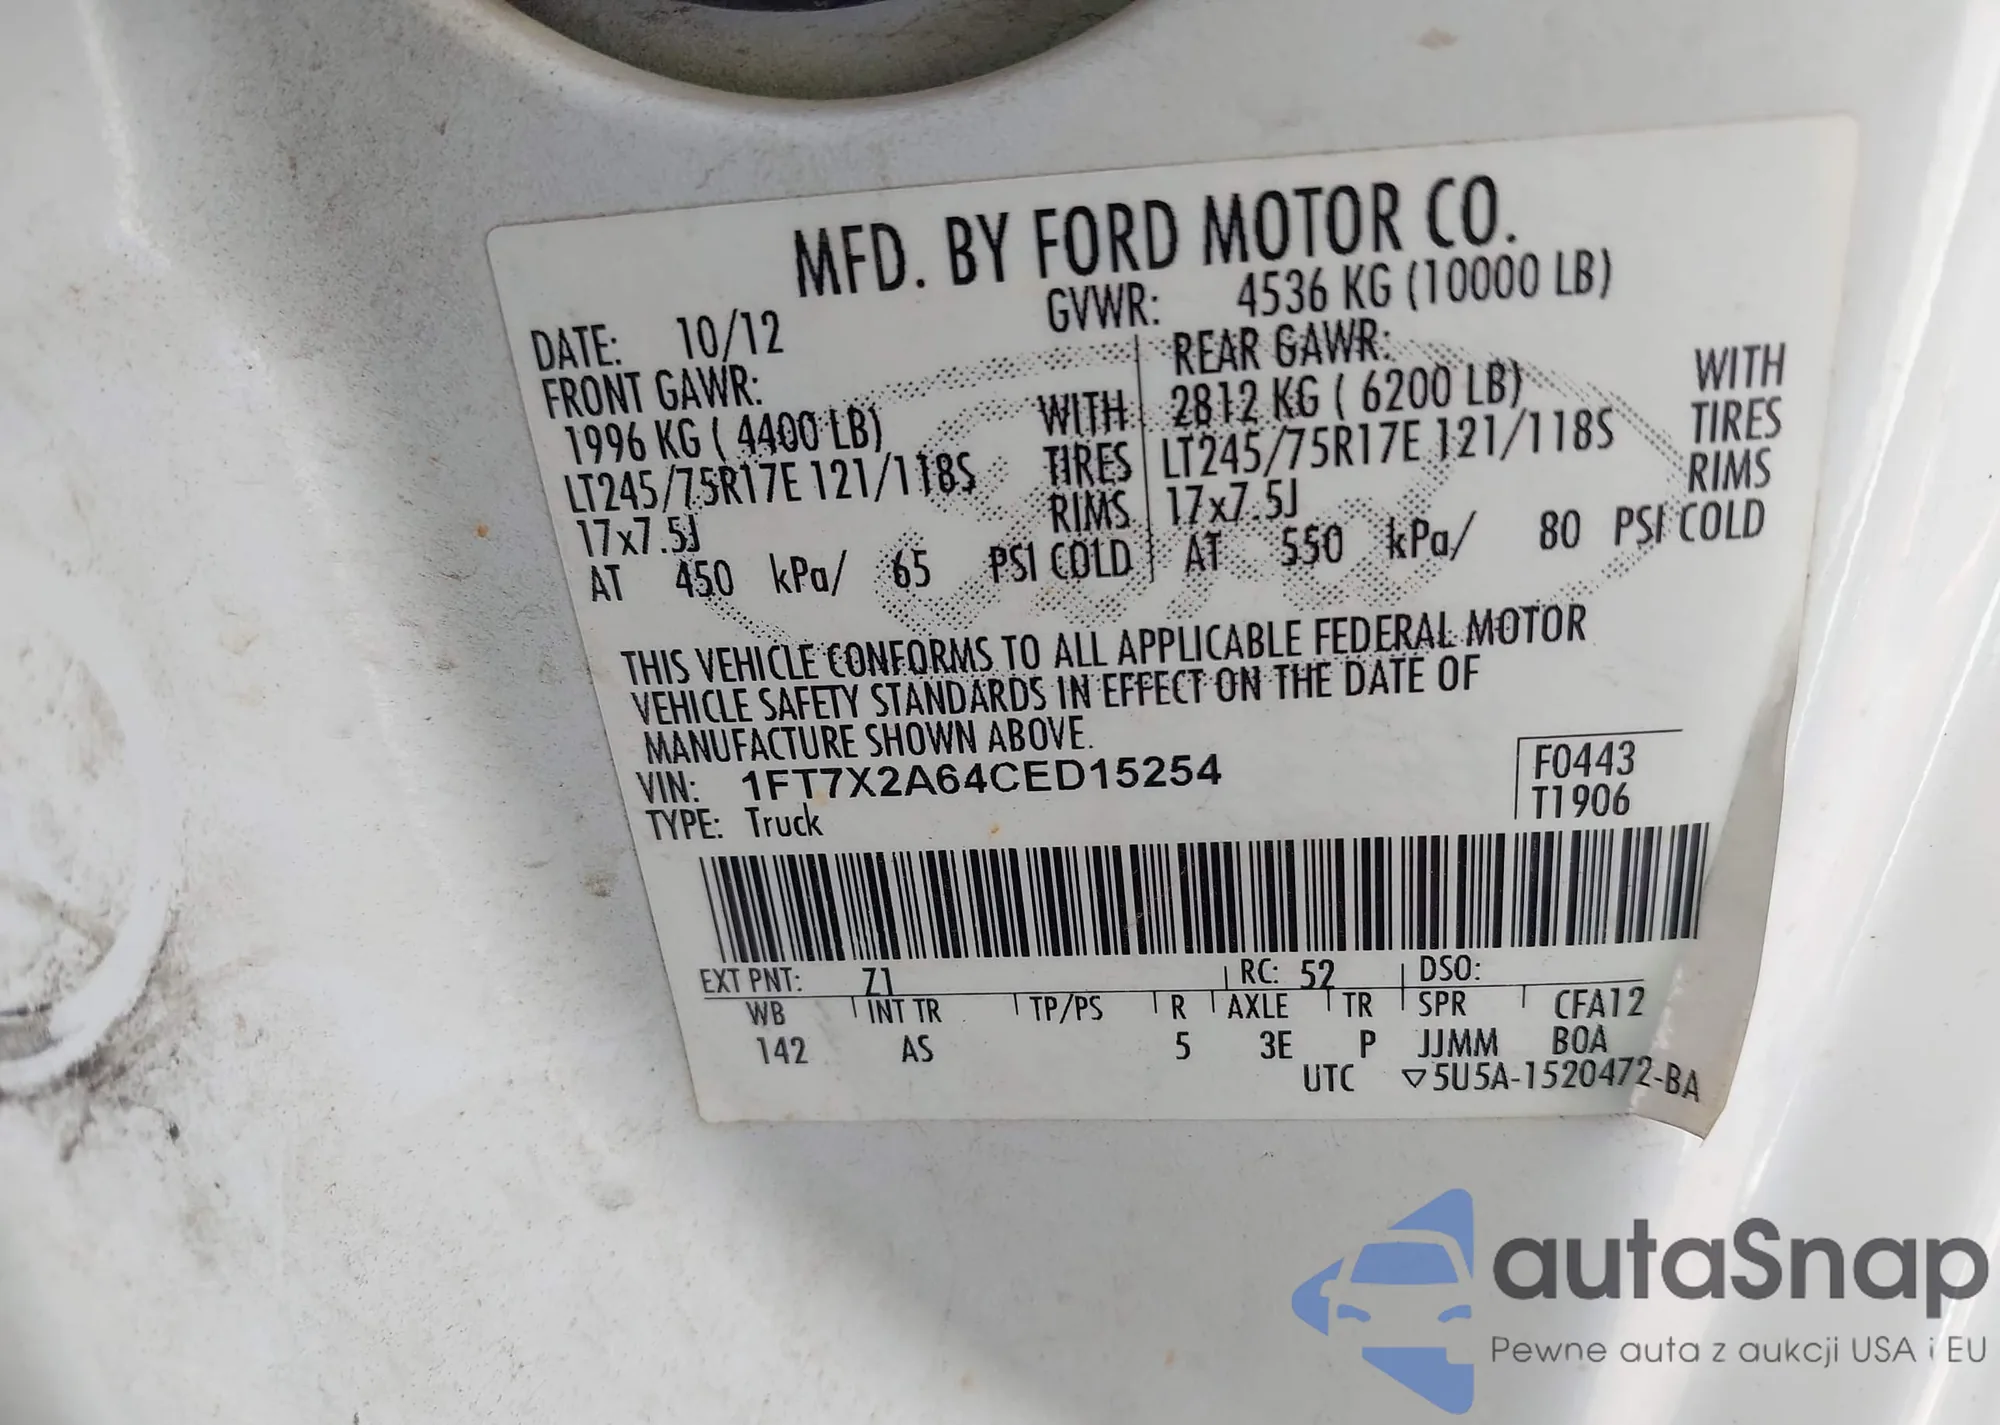 MFD. BY FORD MOTOR CO.
DATE: 10/12 GVWR: 4536 KG (10000 LB)
FRONT GAWR: REAR GAWR:
1996 KG ( 4400 LB) WITH 2812 KG ( 6200 LB) WITH
LT245/75R17E 121/118S TIRES LT245/75R17E 121/118S TIRES
17x7.5J RIMS 17x7.5J RIMS
AT 450 kPa/ 65 PSI COLD AT 550 kPa/ 80 PSI COLD
THIS VEHICLE CONFORMS TO ALL APPLICABLE FEDERAL MOTOR
VEHICLE SAFETY STANDARDS IN EFFECT ON THE DATE OF
MANUFACTURE SHOWN ABOVE.
VIN: 1FT7X2A64CED15254 F0443
TYPE: Truck T1906
EXT PNT: Z1 RC: 52 DSO:
WB INT TR TP/PS R AXLE TR SPR CFA12
142 AS 5 3E P JJMM BOA
UTC ▽5U5A-1520472-BA
autaSnap
Pewne auta z aukcji USA i EU